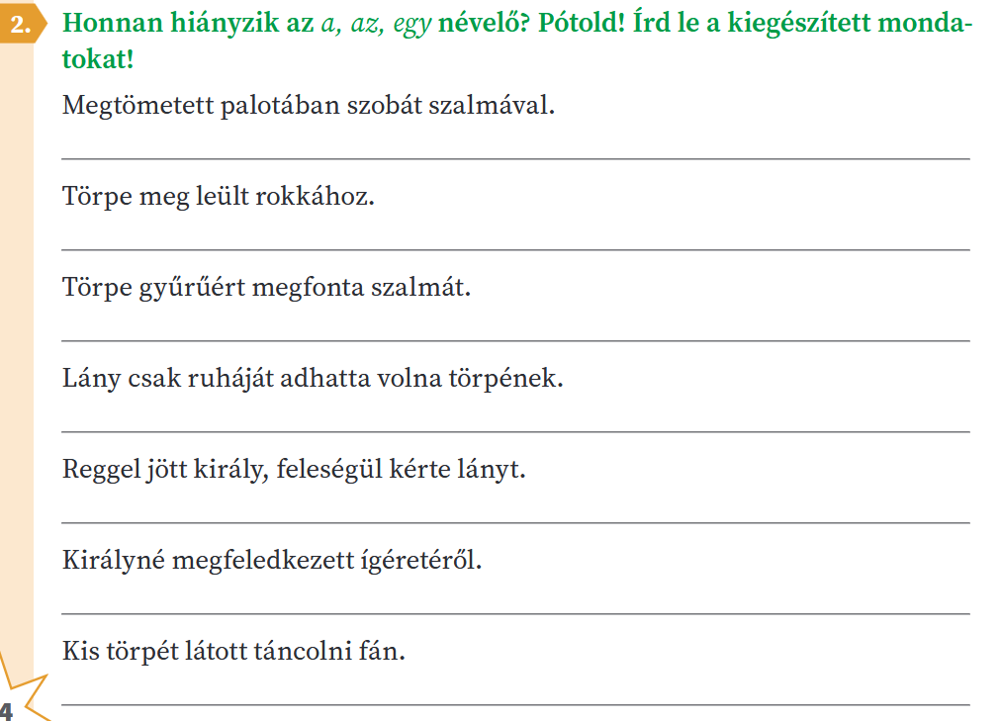 2. Honnan hiányzik az a, az, egy névelő? Pótold! Írd le a kiegészített monda-
tokat!
Megtömetett palotában szobát szalmával.
Törpe meg leült rokkához.
Törpe gyűrűért megfonta szalmát.
Lány csak ruháját adhatta volna törpének.
Reggel jött király, feleségül kérte lányt.
Királyné megfeledkezett ígéretéről.
Kis törpét látott táncolni fán.
4